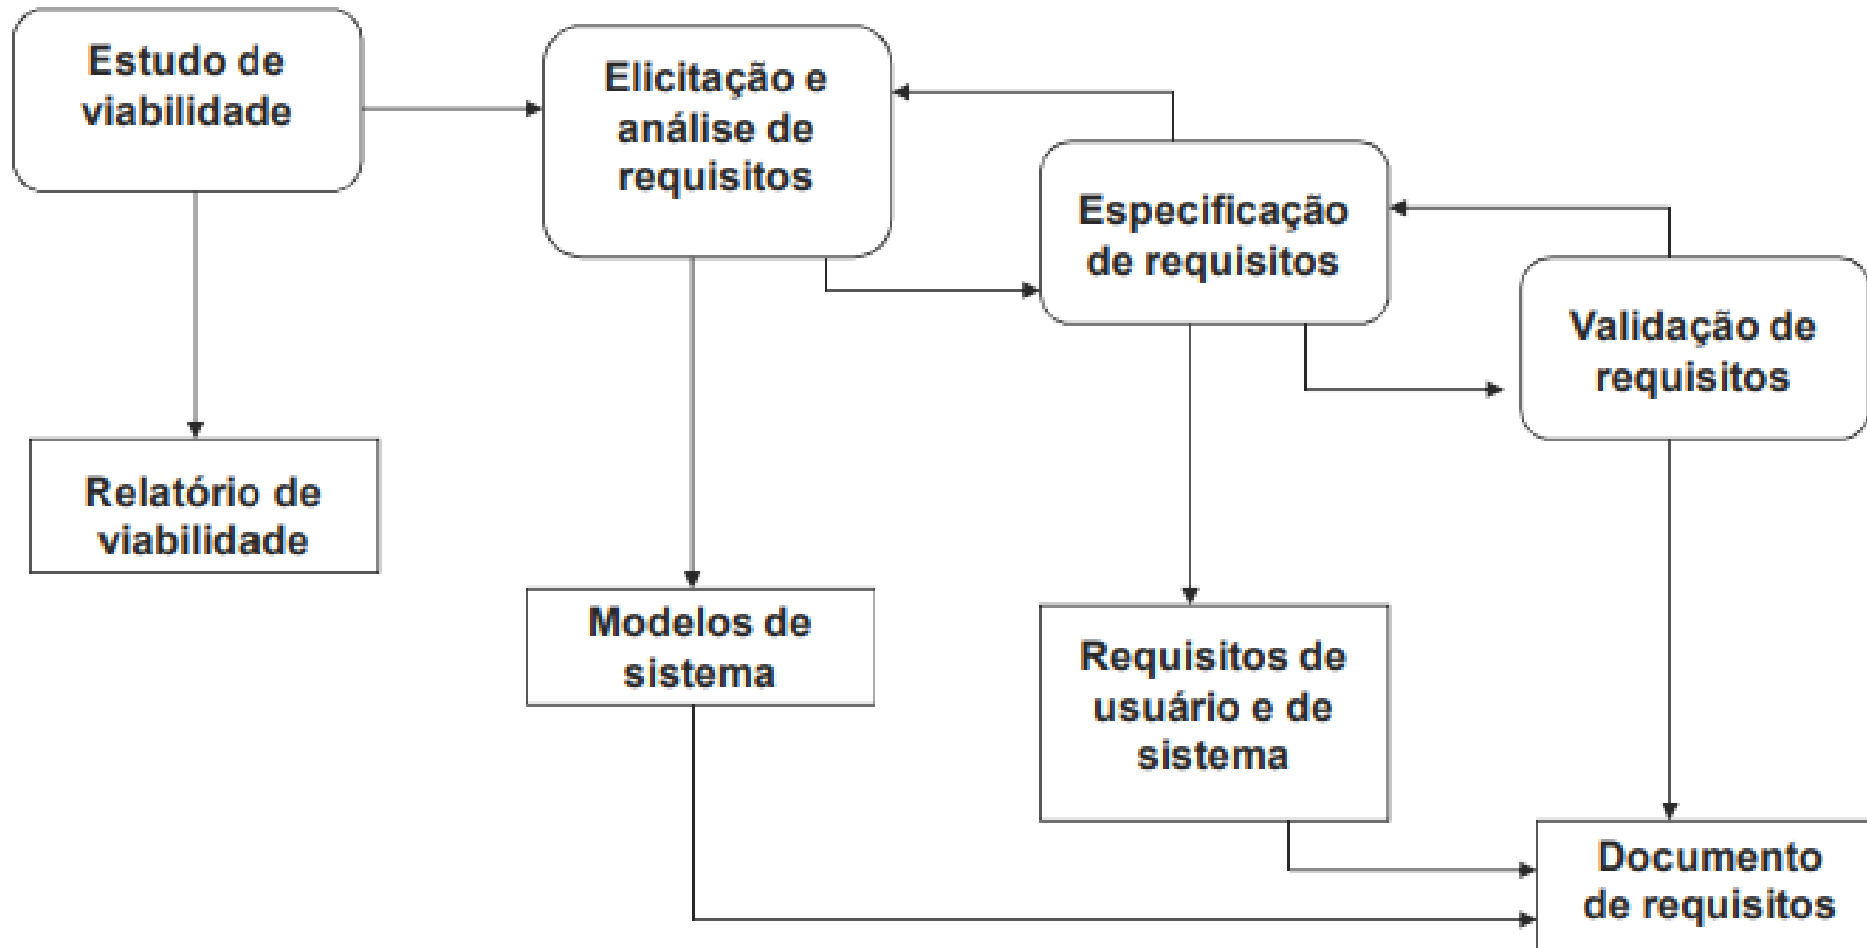 Estudo de
viabilidade
Elicitação e
análise de
requisitos
Especificação
de requisitos
Validação de
requisitos
Relatório de
viabilidade
Modelos de
sistema
Requisitos de
usuário e de
sistema
Documento
de requisitos